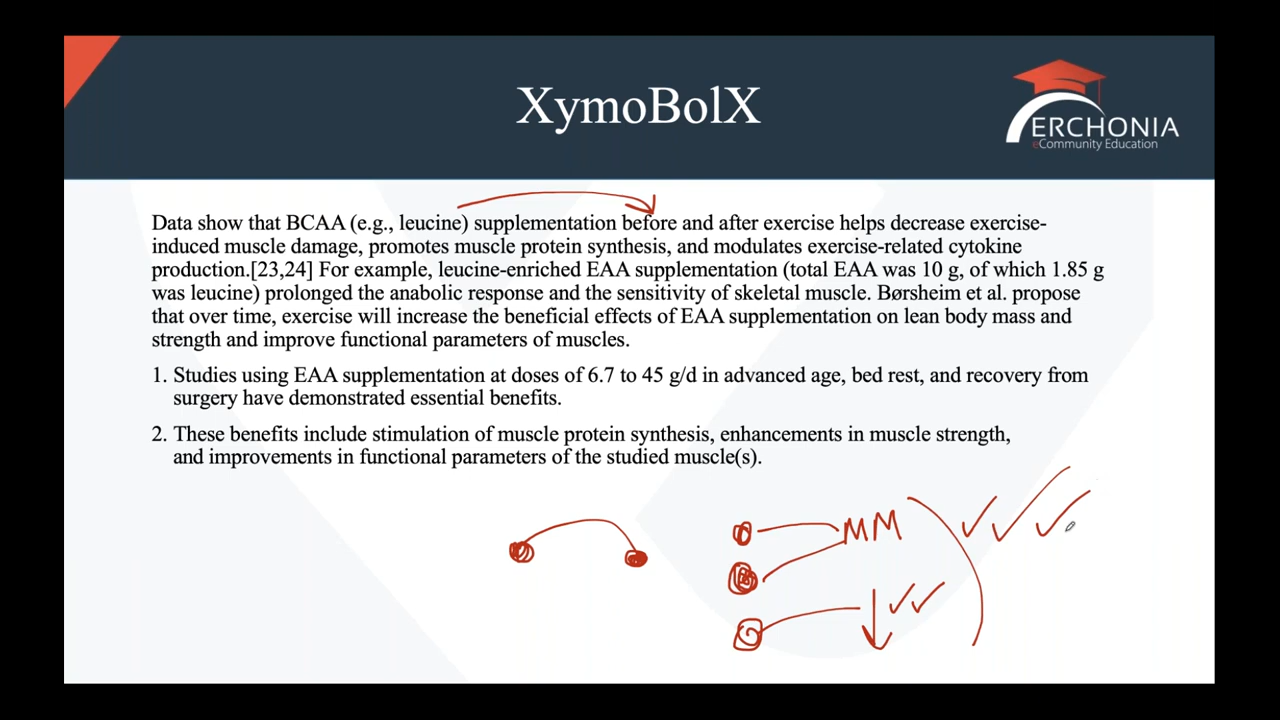 XymoBolX
ERCHONIA
eCommunity Education
Data show that BCAA (e.g., leucine) supplementation before and after exercise helps decrease exercise-
induced muscle damage, promotes muscle protein synthesis, and modulates exercise-related cytokine
production.[23,24] For example, leucine-enriched EAA supplementation (total EAA was 10 g, of which 1.85 g
was leucine) prolonged the anabolic response and the sensitivity of skeletal muscle. Børsheim et al. propose
that over time, exercise will increase the beneficial effects of EAA supplementation on lean body mass and
strength and improve functional parameters of muscles.
1. Studies using EAA supplementation at doses of 6.7 to 45 g/d in advanced age, bed rest, and recovery from
surgery have demonstrated essential benefits.
2. These benefits include stimulation of muscle protein synthesis, enhancements in muscle strength,
and improvements in functional parameters of the studied muscle(s).
MM